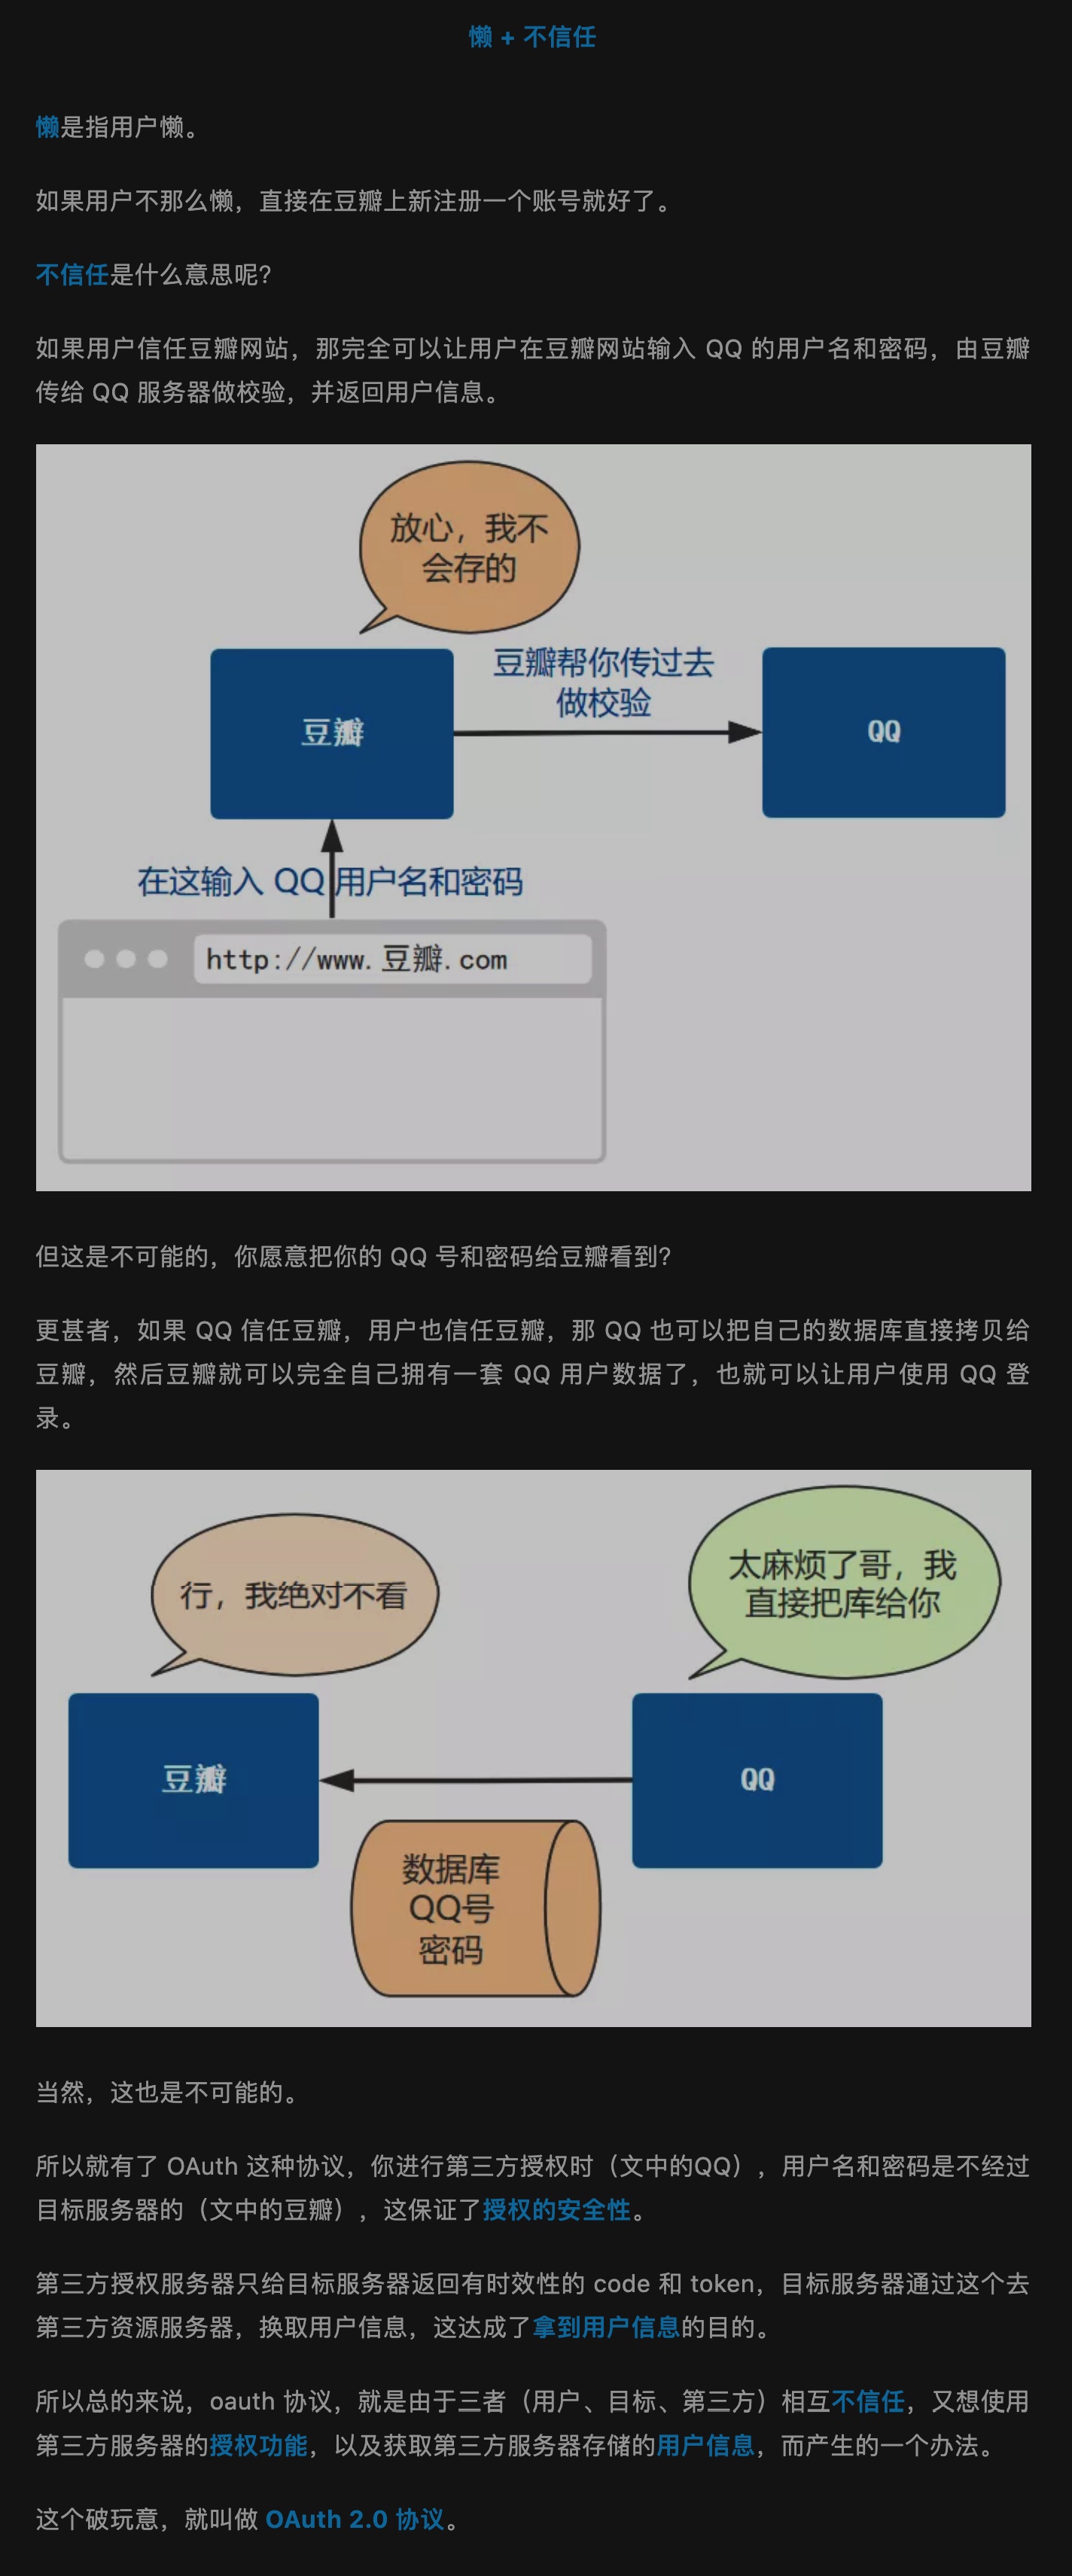 懒 + 不信任
懒是指用户懒。
如果用户不那么懒，直接在豆瓣上新注册一个账号就好了。
不信任是什么意思呢?
如果用户信任豆瓣网站，那完全可以让用户在豆瓣网站输入 QQ 的用户名和密码，由豆瓣
传给 QQ 服务器做校验，并返回用户信息。
放心，我不
会存的
豆瓣帮你传过去
做校验
豆瓣
QQ
在这输入 QQ 用户名和密码
http://www.豆瓣.com
但这是不可能的，你愿意把你的 QQ 号和密码给豆瓣看到?
更甚者，如果 QQ 信任豆瓣，用户也信任豆瓣，那 QQ 也可以把自己的数据库直接拷贝给
豆瓣，然后豆瓣就可以完全自己拥有一套 QQ 用户数据了，也就可以让用户使用 QQ 登
录。
行，我绝对不看
太麻烦了哥，我
直接把库给你
豆瓣
QQ
数据库
QQ号
密码
当然，这也是不可能的。
所以就有了 OAuth 这种协议，你进行第三方授权时（文中的QQ），用户名和密码是不经过
目标服务器的（文中的豆瓣），这保证了授权的安全性。
第三方授权服务器只给目标服务器返回有时效性的 code 和 token，目标服务器通过这个去
第三方资源服务器，换取用户信息，这达成了拿到用户信息的目的。
所以总的来说，oauth 协议，就是由于三者（用户、目标、第三方）相互不信任，又想使用
第三方服务器的授权功能，以及获取第三方服务器存储的用户信息，而产生的一个办法。
这个破玩意，就叫做 OAuth 2.0 协议。